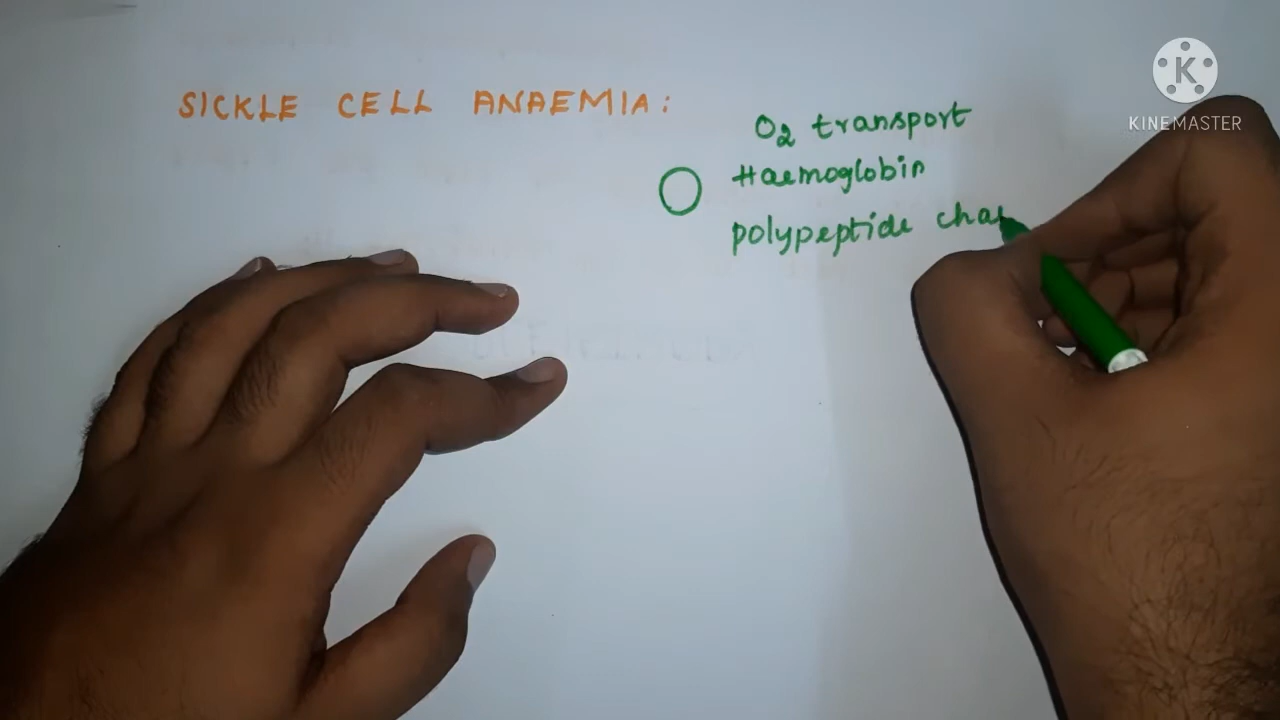 SICKLE CELL ANAEMIA:
O2 transport
Haemoglobin
polypeptide cha
K
KINEMASTER